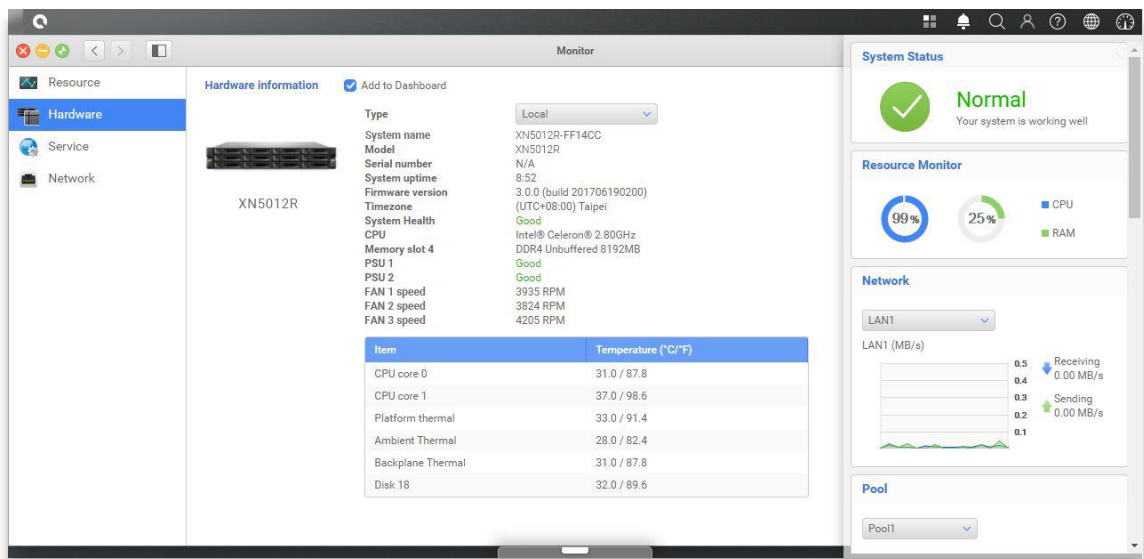 Monitor
Resource
Hardware
Service
Network
Hardware information
Add to Dashboard
XN5012R
Type Local
System name XN5012R-FF14CC
Model XN5012R
Serial number N/A
System uptime 8:52
Firmware version 3.0.0 (build 201706190200)
Timezone (UTC+08:00) Taipei
System Health Good
CPU Intel® Celeron® 2.80GHz
Memory slot 4 DDR4 Unbuffered 8192MB
PSU 1 Good
PSU 2 Good
FAN 1 speed 3935 RPM
FAN 2 speed 3824 RPM
FAN 3 speed 4205 RPM
Item Temperature (°C/°F)
CPU core 0 31.0 / 87.8
CPU core 1 37.0 / 98.6
Platform thermal 33.0 / 91.4
Ambient Thermal 28.0 / 82.4
Backplane Thermal 31.0 / 87.8
Disk 18 32.0 / 89.6
System Status
Normal
Your system is working well
Resource Monitor
99% 25%
CPU
RAM
Network
LAN1
LAN1 (MB/s)
0.5
0.4
0.3
0.2
0.1
Receiving
0.00 MB/s
Sending
0.00 MB/s
Pool
Pool1